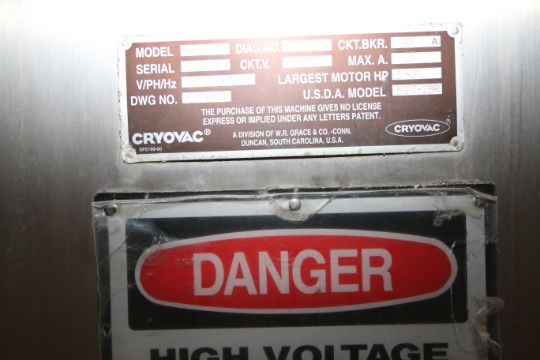 MODEL DIAG.NO. CKT.BKR. A
SERIAL CKT.V. MAX. A.
V/PH/Hz LARGEST MOTOR HP
DWG NO. U.S.D.A. MODEL
THE PURCHASE OF THIS MACHINE GIVES NO LICENSE
EXPRESS OR IMPLIED UNDER ANY LETTERS PATENT.
CRYOVAC® A DIVISION OF W.R. GRACE & CO. -CONN. CRYOVAC
DUNCAN, SOUTH CAROLINA, U.S.A.
DANGER
HIGH VOLTAGE